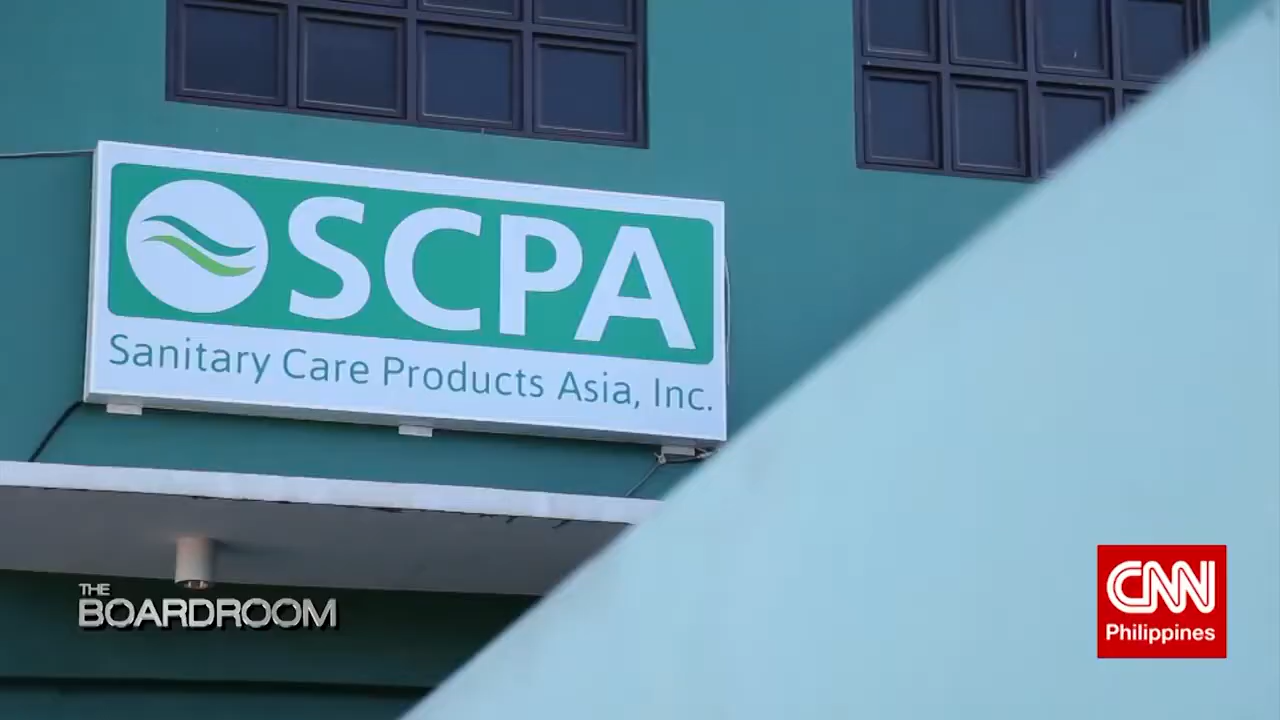 SCPA
Sanitary Care Products Asia, Inc.
THE
BOARDROOM
CNN
Philippines